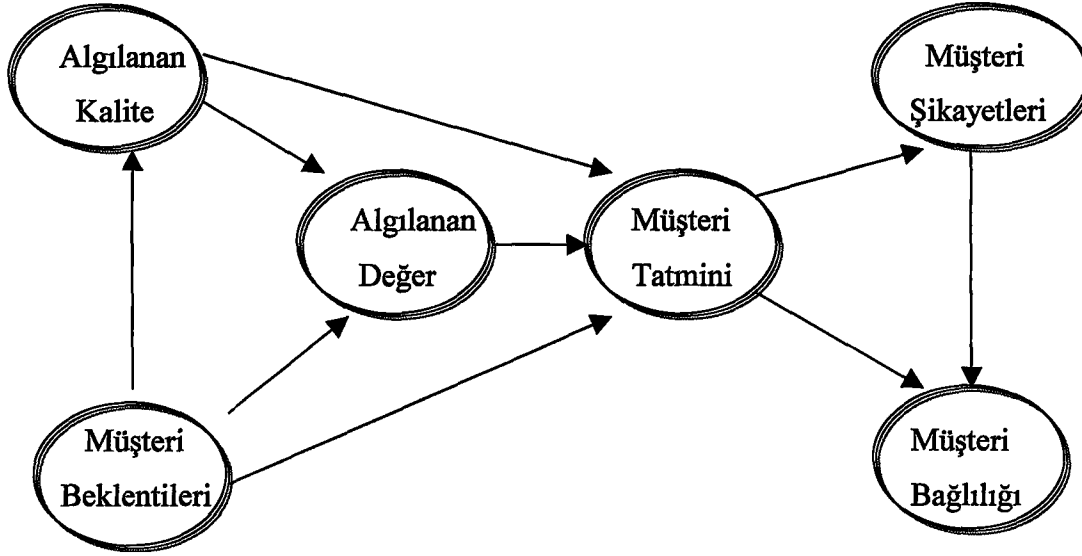 Algılanan
Kalite
Müşteri
Şikayetleri
Algılanan
Değer
Müşteri
Tatmini
Müşteri
Beklentileri
Müşteri
Bağlılığı